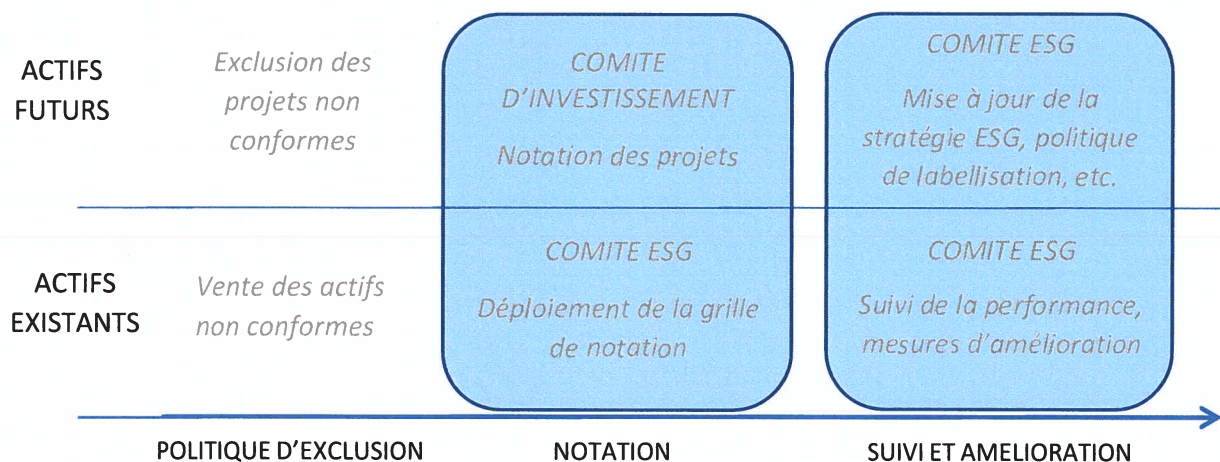 ACTIFS
FUTURS
Exclusion des
projets non
conformes
COMITE
D'INVESTISSEMENT
Notation des projets
COMITE ESG
Mise à jour de la
stratégie ESG, politique
de labellisation, etc.
ACTIFS
EXISTANTS
Vente des actifs
non conformes
COMITE ESG
Déploiement de la grille
de notation
COMITE ESG
Suivi de la performance,
mesures d'amélioration
POLITIQUE D'EXCLUSION
NOTATION
SUIVI ET AMELIORATION